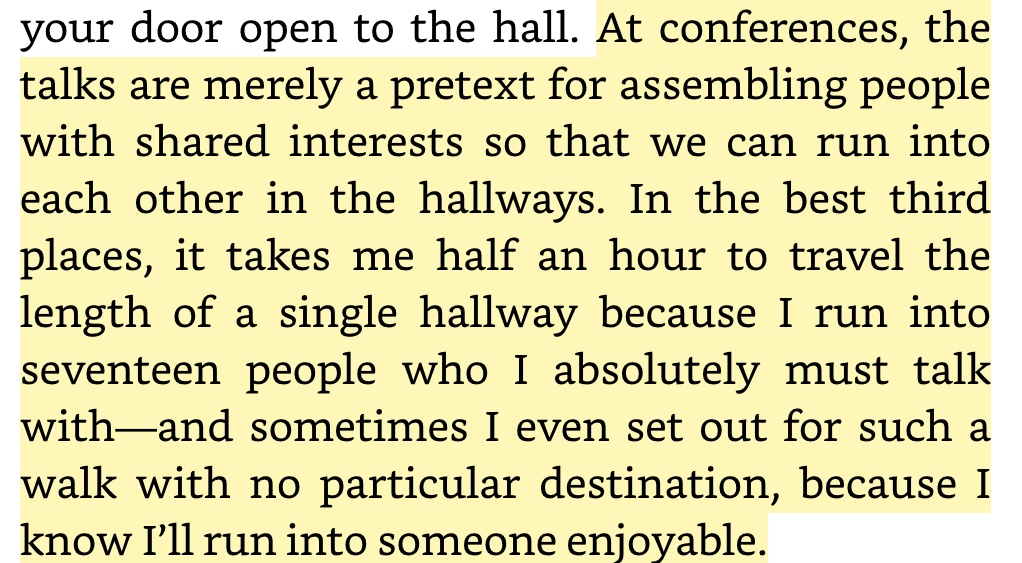 your door open to the hall. At conferences, the
talks are merely a pretext for assembling people
with shared interests so that we can run into
each other in the hallways. In the best third
places, it takes me half an hour to travel the
length of a single hallway because I run into
seventeen people who I absolutely must talk
with—and sometimes I even set out for such a
walk with no particular destination, because I
know I’ll run into someone enjoyable.